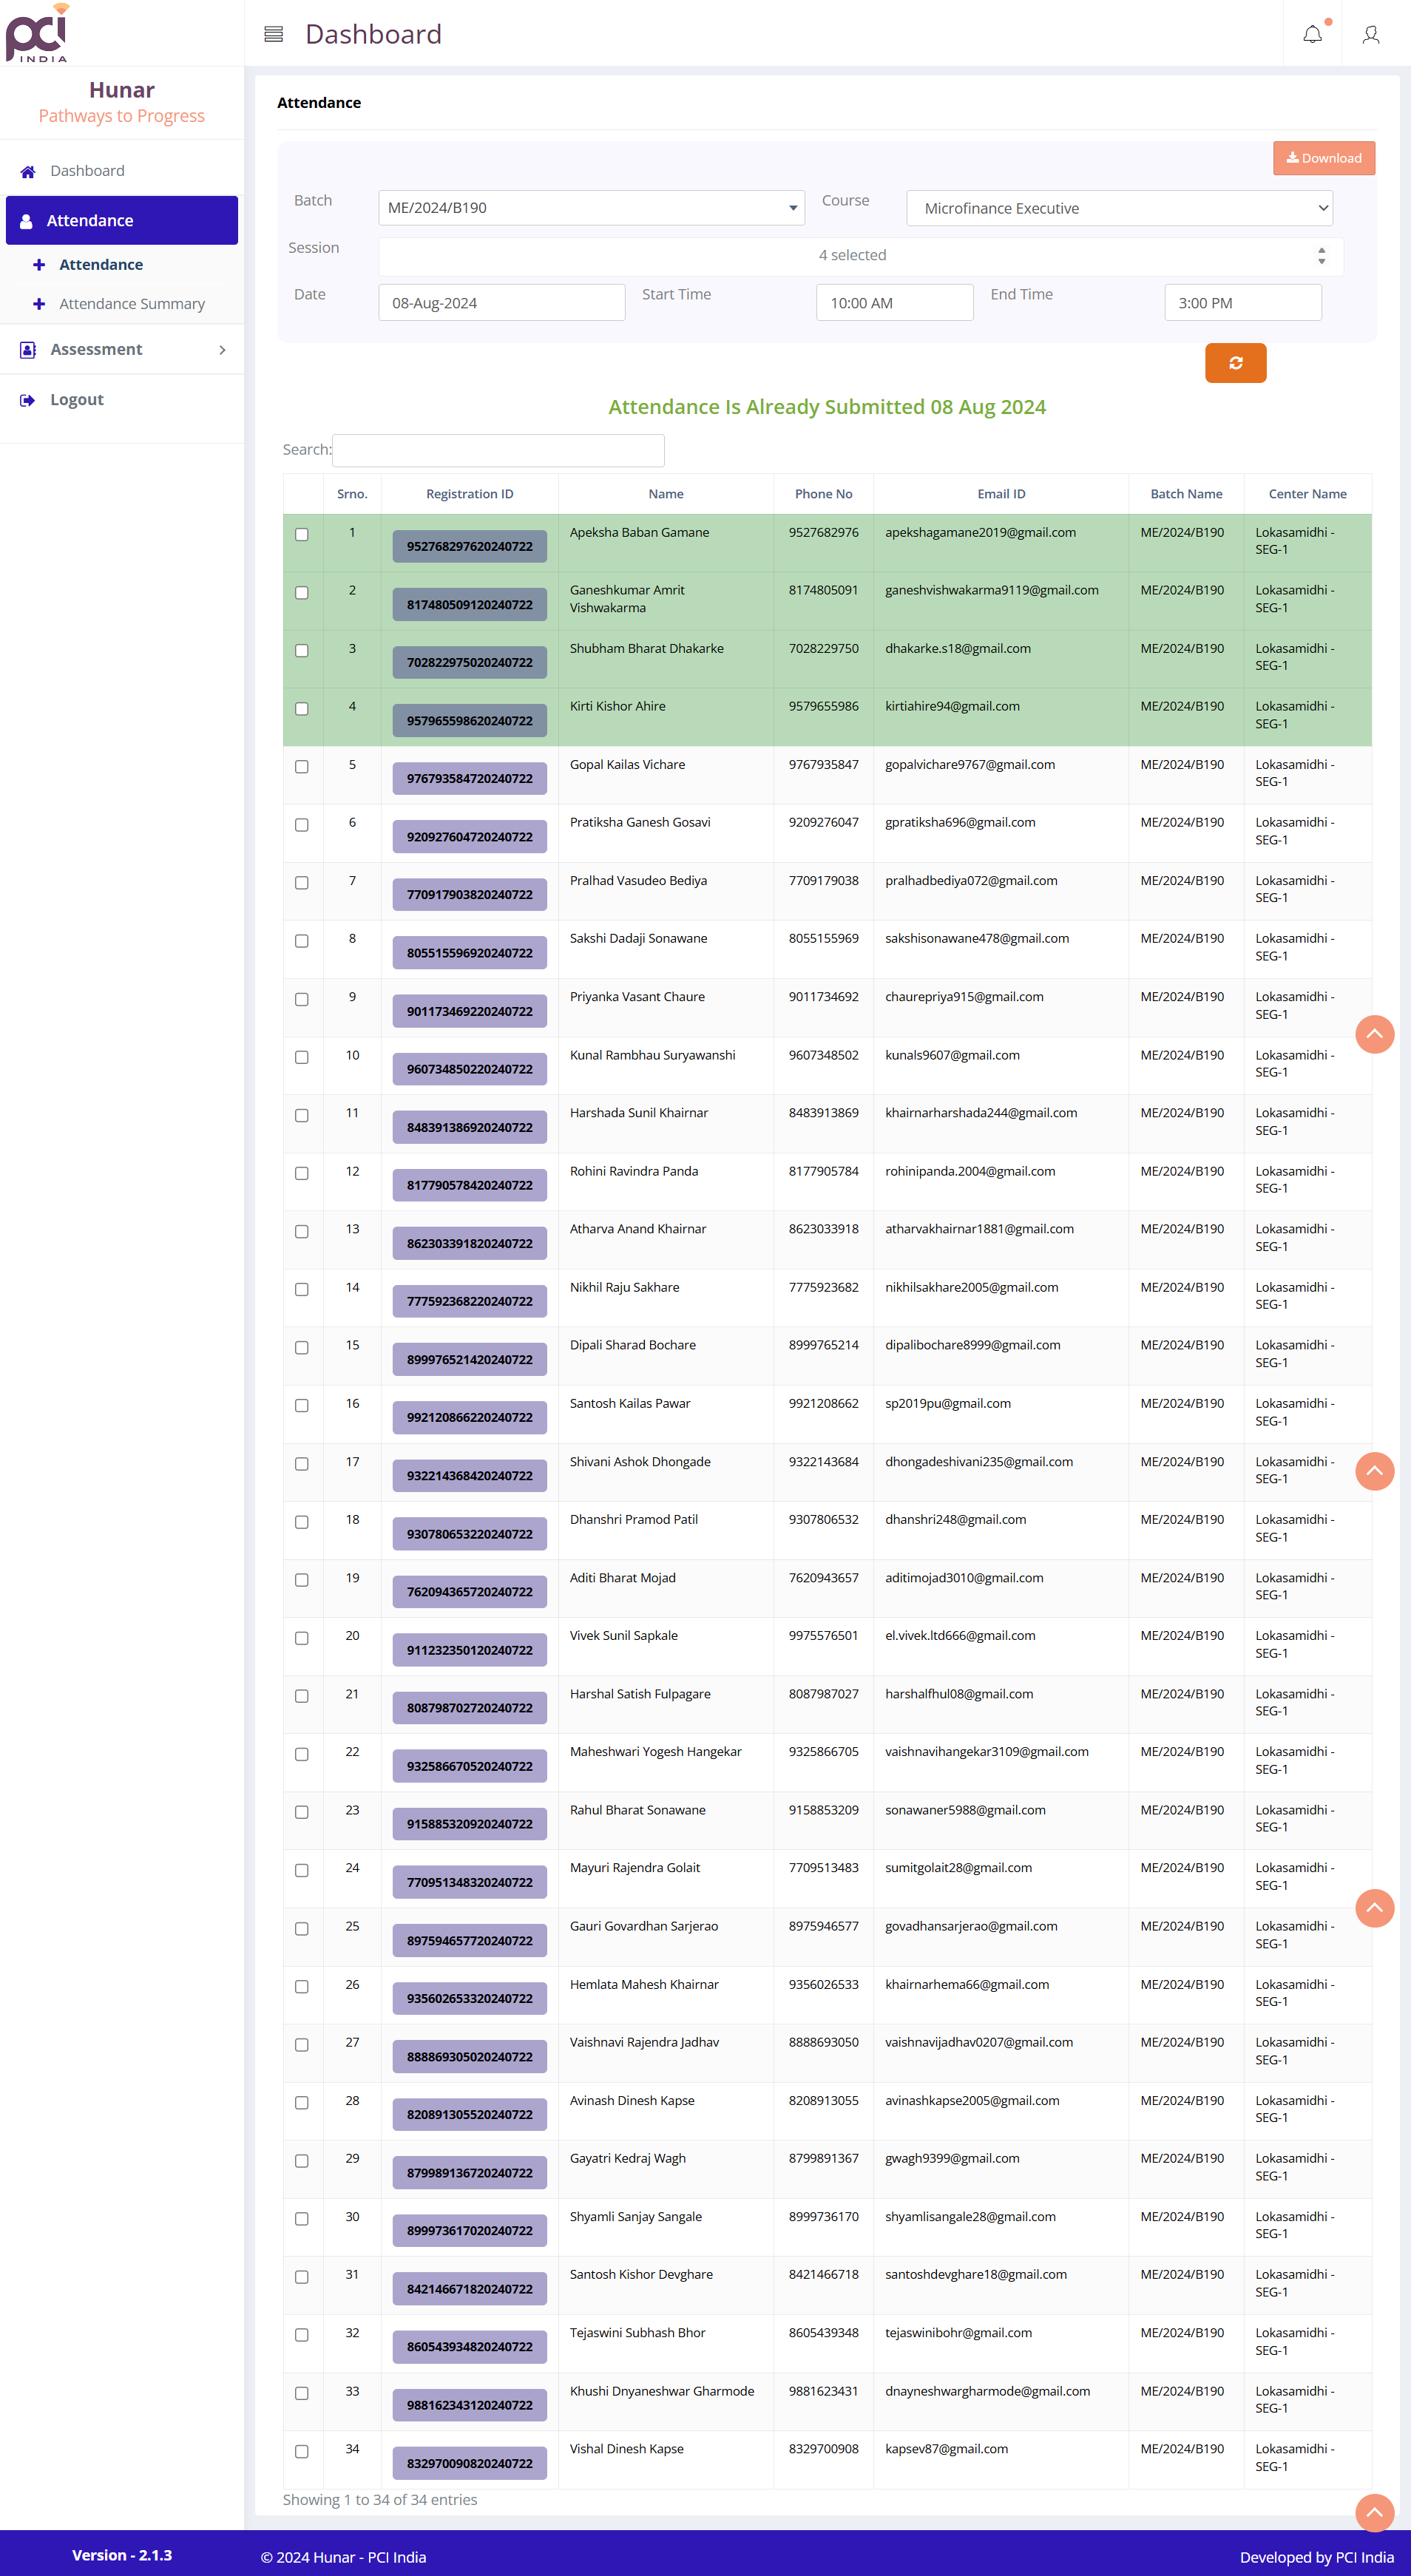 pci
INDIA
Dashboard
Hunar
Pathways to Progress
Dashboard
Attendance
Attendance
Attendance Summary
Assessment
Logout
Attendance
Download
Batch ME/2024/B190 Course Microfinance Executive
Session 4 selected
Date 08-Aug-2024 Start Time 10:00 AM End Time 3:00 PM
Attendance Is Already Submitted 08 Aug 2024
Search:
Srno. Registration ID Name Phone No Email ID Batch Name Center Name
1 952768297620240722 Apeksha Baban Gamane 9527682976 apekshagamane2019@gmail.com ME/2024/B190 Lokasamidhi -
SEG-1
2 817480509120240722 Ganeshkumar Amrit 8174805091 ganeshvishwakarma9119@gmail.com ME/2024/B190 Lokasamidhi -
Vishwakarma SEG-1
3 702822975020240722 Shubham Bharat Dhakarke 7028229750 dhakarke.s18@gmail.com ME/2024/B190 Lokasamidhi -
SEG-1
4 957965598620240722 Kirti Kishor Ahire 9579655986 kirtiahire94@gmail.com ME/2024/B190 Lokasamidhi -
SEG-1
5 976793584720240722 Gopal Kailas Vichare 9767935847 gopalvichare9767@gmail.com ME/2024/B190 Lokasamidhi -
SEG-1
6 920927604720240722 Pratiksha Ganesh Gosavi 9209276047 gpratiksha696@gmail.com ME/2024/B190 Lokasamidhi -
SEG-1
7 770917903820240722 Pralhad Vasudeo Bediya 7709179038 pralhadbediya072@gmail.com ME/2024/B190 Lokasamidhi -
SEG-1
8 805515596920240722 Sakshi Dadaji Sonawane 8055155969 sakshisonawane478@gmail.com ME/2024/B190 Lokasamidhi -
SEG-1
9 901173469220240722 Priyanka Vasant Chaure 9011734692 chaurepriya915@gmail.com ME/2024/B190 Lokasamidhi -
SEG-1
10 960734850220240722 Kunal Rambhau Suryawanshi 9607348502 kunals9607@gmail.com ME/2024/B190 Lokasamidhi -
SEG-1
11 848391386920240722 Harshada Sunil Khairnar 8483913869 khairnarharshada244@gmail.com ME/2024/B190 Lokasamidhi -
SEG-1
12 817790578420240722 Rohini Ravindra Panda 8177905784 rohinipanda.2004@gmail.com ME/2024/B190 Lokasamidhi -
SEG-1
13 862303391820240722 Atharva Anand Khairnar 8623033918 atharvakhairnar1881@gmail.com ME/2024/B190 Lokasamidhi -
SEG-1
14 777592368220240722 Nikhil Raju Sakhare 7775923682 nikhilsakhare2005@gmail.com ME/2024/B190 Lokasamidhi -
SEG-1
15 899976521420240722 Dipali Sharad Bochare 8999765214 dipalibochare8999@gmail.com ME/2024/B190 Lokasamidhi -
SEG-1
16 992120866220240722 Santosh Kailas Pawar 9921208662 sp2019pu@gmail.com ME/2024/B190 Lokasamidhi -
SEG-1
17 932214368420240722 Shivani Ashok Dhongade 9322143684 dhongadeshivani235@gmail.com ME/2024/B190 Lokasamidhi -
SEG-1
18 930780653220240722 Dhanshri Pramod Patil 9307806532 dhanshri248@gmail.com ME/2024/B190 Lokasamidhi -
SEG-1
19 762094365720240722 Aditi Bharat Mojad 7620943657 aditimojad3010@gmail.com ME/2024/B190 Lokasamidhi -
SEG-1
20 911232350120240722 Vivek Sunil Sapkale 9975576501 el.vivek.ltd666@gmail.com ME/2024/B190 Lokasamidhi -
SEG-1
21 808798702720240722 Harshal Satish Fulpagare 8087987027 harshalfhul08@gmail.com ME/2024/B190 Lokasamidhi -
SEG-1
22 932586670520240722 Maheshwari Yogesh Hangekar 9325866705 vaishnavihangekar3109@gmail.com ME/2024/B190 Lokasamidhi -
SEG-1
23 915885320920240722 Rahul Bharat Sonawane 9158853209 sonawaner5988@gmail.com ME/2024/B190 Lokasamidhi -
SEG-1
24 770951348320240722 Mayuri Rajendra Golait 7709513483 sumitgolait28@gmail.com ME/2024/B190 Lokasamidhi -
SEG-1
25 897594657720240722 Gauri Govardhan Sarjerao 8975946577 govadhansarjerao@gmail.com ME/2024/B190 Lokasamidhi -
SEG-1
26 935602653320240722 Hemlata Mahesh Khairnar 9356026533 khairnarhema66@gmail.com ME/2024/B190 Lokasamidhi -
SEG-1
27 888869305020240722 Vaishnavi Rajendra Jadhav 8888693050 vaishnavijadhav0207@gmail.com ME/2024/B190 Lokasamidhi -
SEG-1
28 820891305520240722 Avinash Dinesh Kapse 8208913055 avinashkapse2005@gmail.com ME/2024/B190 Lokasamidhi -
SEG-1
29 879989136720240722 Gayatri Kedraj Wagh 8799891367 gwagh9399@gmail.com ME/2024/B190 Lokasamidhi -
SEG-1
30 899973617020240722 Shyamli Sanjay Sangale 8999736170 shyamlisangale28@gmail.com ME/2024/B190 Lokasamidhi -
SEG-1
31 842146671820240722 Santosh Kishor Devghare 8421466718 santoshdevghare18@gmail.com ME/2024/B190 Lokasamidhi -
SEG-1
32 860543934820240722 Tejaswini Subhash Bhor 8605439348 tejaswinibohr@gmail.com ME/2024/B190 Lokasamidhi -
SEG-1
33 988162343120240722 Khushi Dnyaneshwar Gharmode 9881623431 dnayneshwargharmode@gmail.com ME/2024/B190 Lokasamidhi -
SEG-1
34 832970090820240722 Vishal Dinesh Kapse 8329700908 kapsev87@gmail.com ME/2024/B190 Lokasamidhi -
SEG-1
Showing 1 to 34 of 34 entries
Version - 2.1.3 © 2024 Hunar - PCI India Developed by PCI India